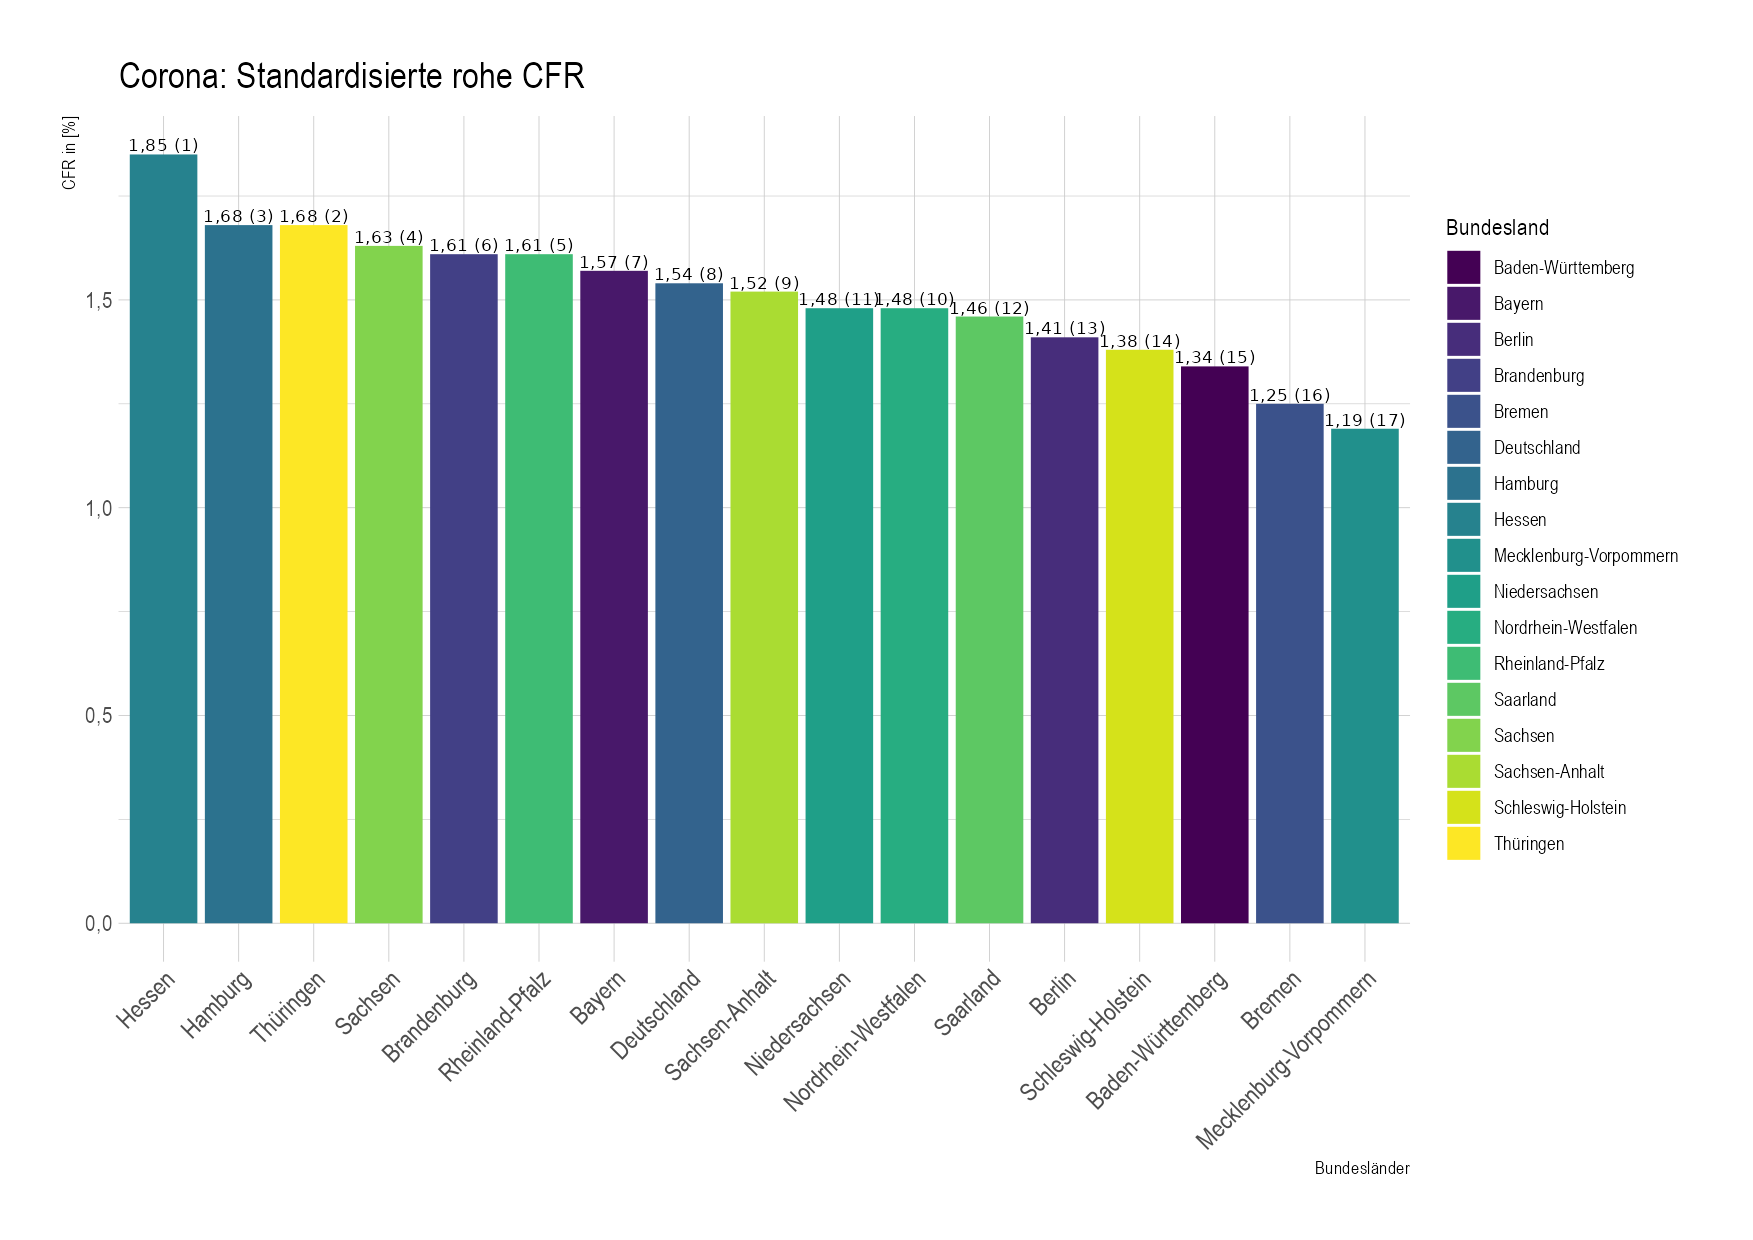 Corona: Standardisierte rohe CFR
CFR in [%]
1,85 (1)
1,68 (3)
1,68 (2)
1,63 (4)
1,61 (6)
1,61 (5)
1,57 (7)
1,54 (8)
1,52 (9)
1,48 (11)
1,48 (10)
1,46 (12)
1,41 (13)
1,38 (14)
1,34 (15)
1,25 (16)
1,19 (17)
1,5
1,0
0,5
0,0
Hessen
Hamburg
Thüringen
Sachsen
Brandenburg
Rheinland-Pfalz
Bayern
Deutschland
Sachsen-Anhalt
Niedersachsen
Nordrhein-Westfalen
Saarland
Berlin
Schleswig-Holstein
Baden-Württemberg
Bremen
Mecklenburg-Vorpommern
Bundesländer
Bundesland
Baden-Württemberg
Bayern
Berlin
Brandenburg
Bremen
Deutschland
Hamburg
Hessen
Mecklenburg-Vorpommern
Niedersachsen
Nordrhein-Westfalen
Rheinland-Pfalz
Saarland
Sachsen
Sachsen-Anhalt
Schleswig-Holstein
Thüringen